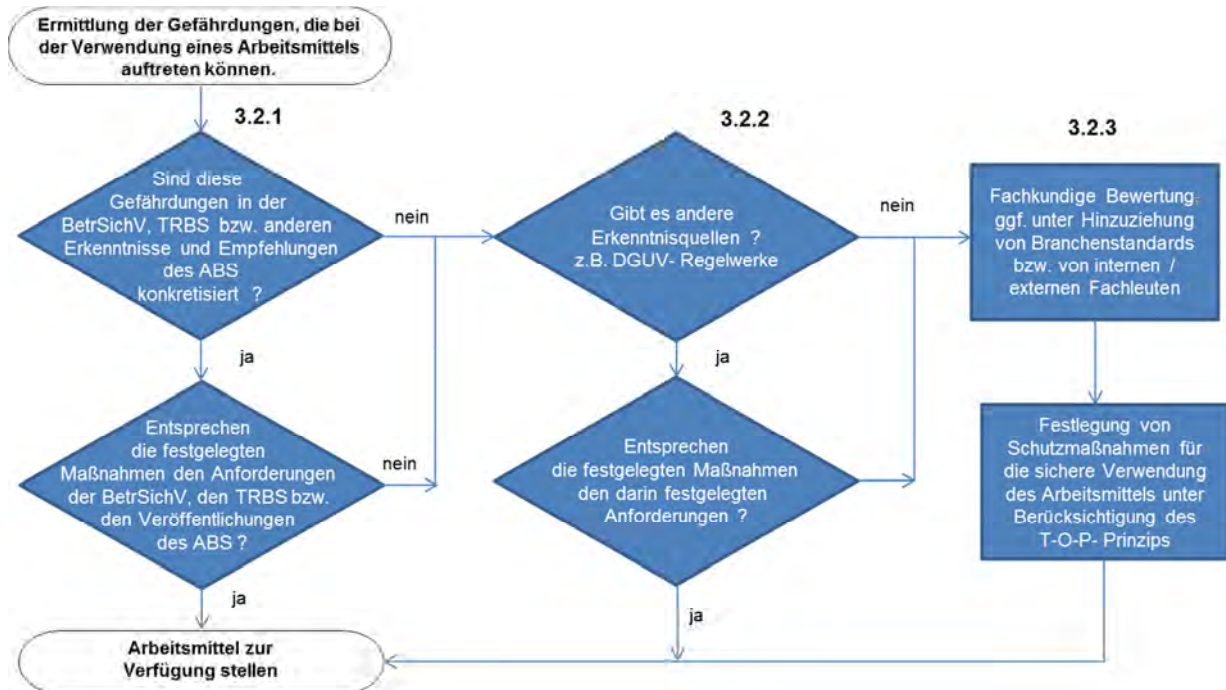 Ermittlung der Gefährdungen, die bei
der Verwendung eines Arbeitsmittels
auftreten können.
3.2.1
Sind diese
Gefährdungen in der
BetrSichV, TRBS bzw. anderen
Erkenntnisse und Empfehlungen
des ABS
konkretisiert ?
nein
ja
Entsprechen
die festgelegten
Maßnahmen den Anforderungen
der BetrSichV, den TRBS bzw.
den Veröffentlichungen
des ABS ?
nein
ja
Arbeitsmittel zur
Verfügung stellen
3.2.2
Gibt es andere
Erkenntnisquellen ?
z.B. DGUV- Regelwerke
nein
ja
Entsprechen
die festgelegten Maßnahmen
den darin festgelegten
Anforderungen ?
ja
3.2.3
Fachkundige Bewertung,
ggf. unter Hinzuziehung
von Branchenstandards
bzw. von internen /
externen Fachleuten
Festlegung von
Schutzmaßnahmen für
die sichere Verwendung
des Arbeitsmittels unter
Berücksichtigung des
T-O-P- Prinzips